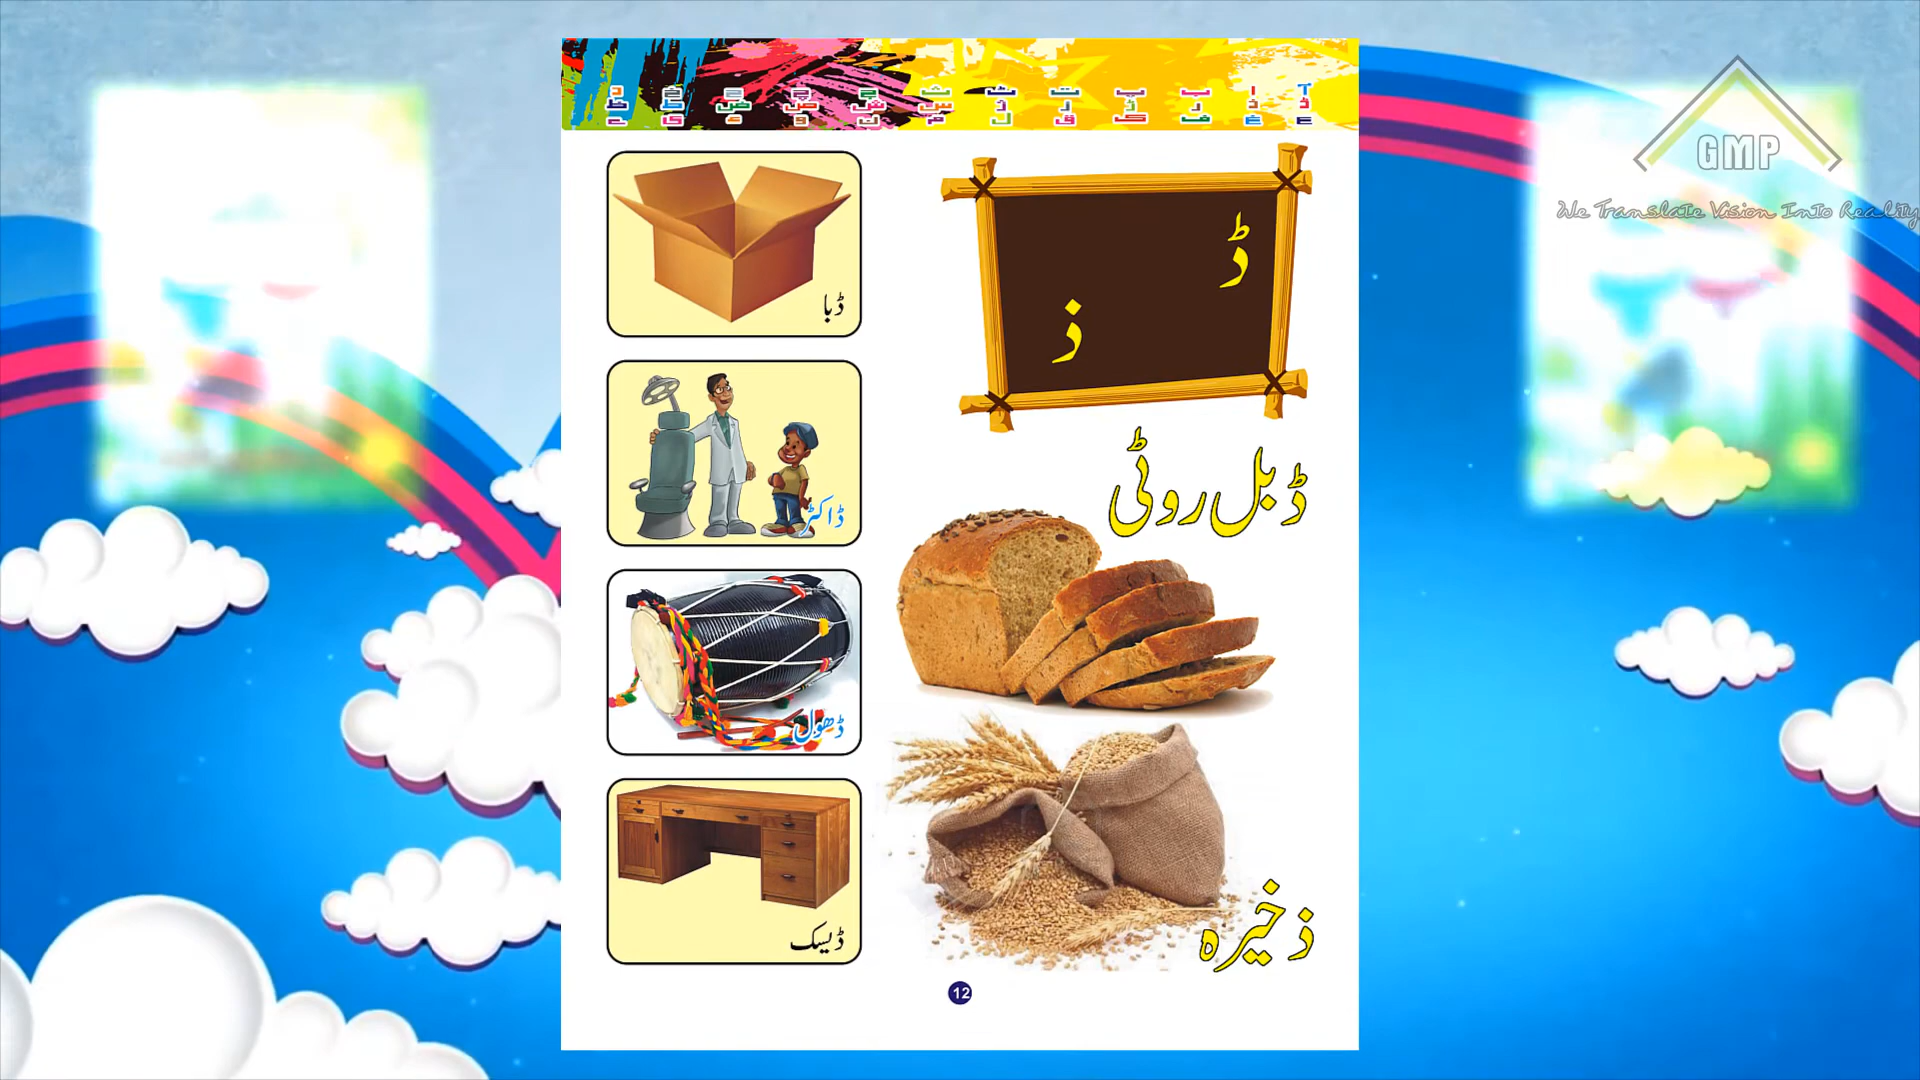 آ ا ب پ ت ٹ ث ج چ ح خ د
ڈ ذ ر ڑ ز ژ س ش ص ض ط ظ
ع غ ف ق گ ل م ن و ء ی ے
ڈ
ذ
ڈبل روٹی
ذخیرہ
ڈبا
ڈاکٹر
ڈھول
ڈیسک
12
GMP
We Translate Vision Into Reality